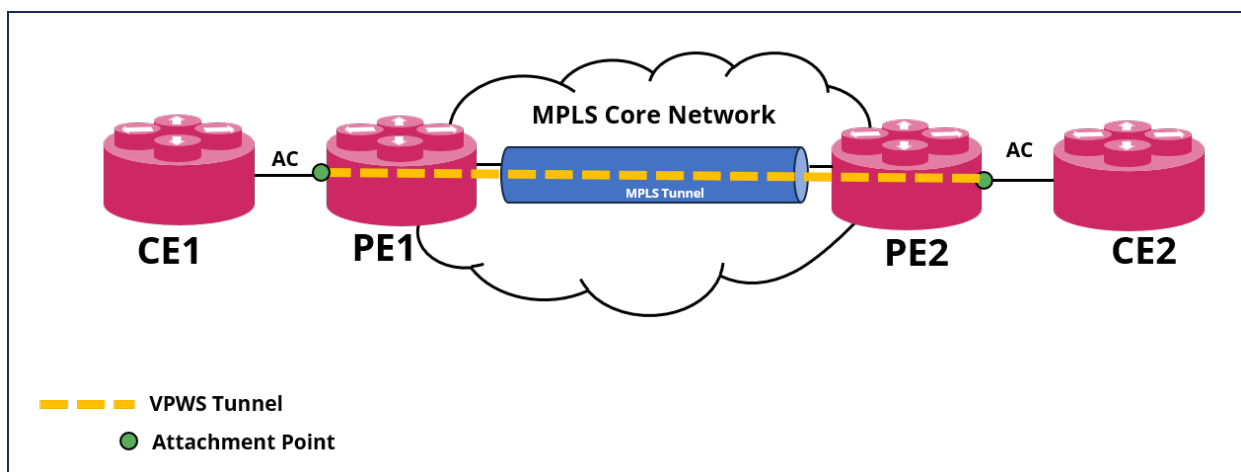 MPLS Core Network
AC
AC
MPLS Tunnel
CE1
PE1
PE2
CE2
VPWS Tunnel
Attachment Point